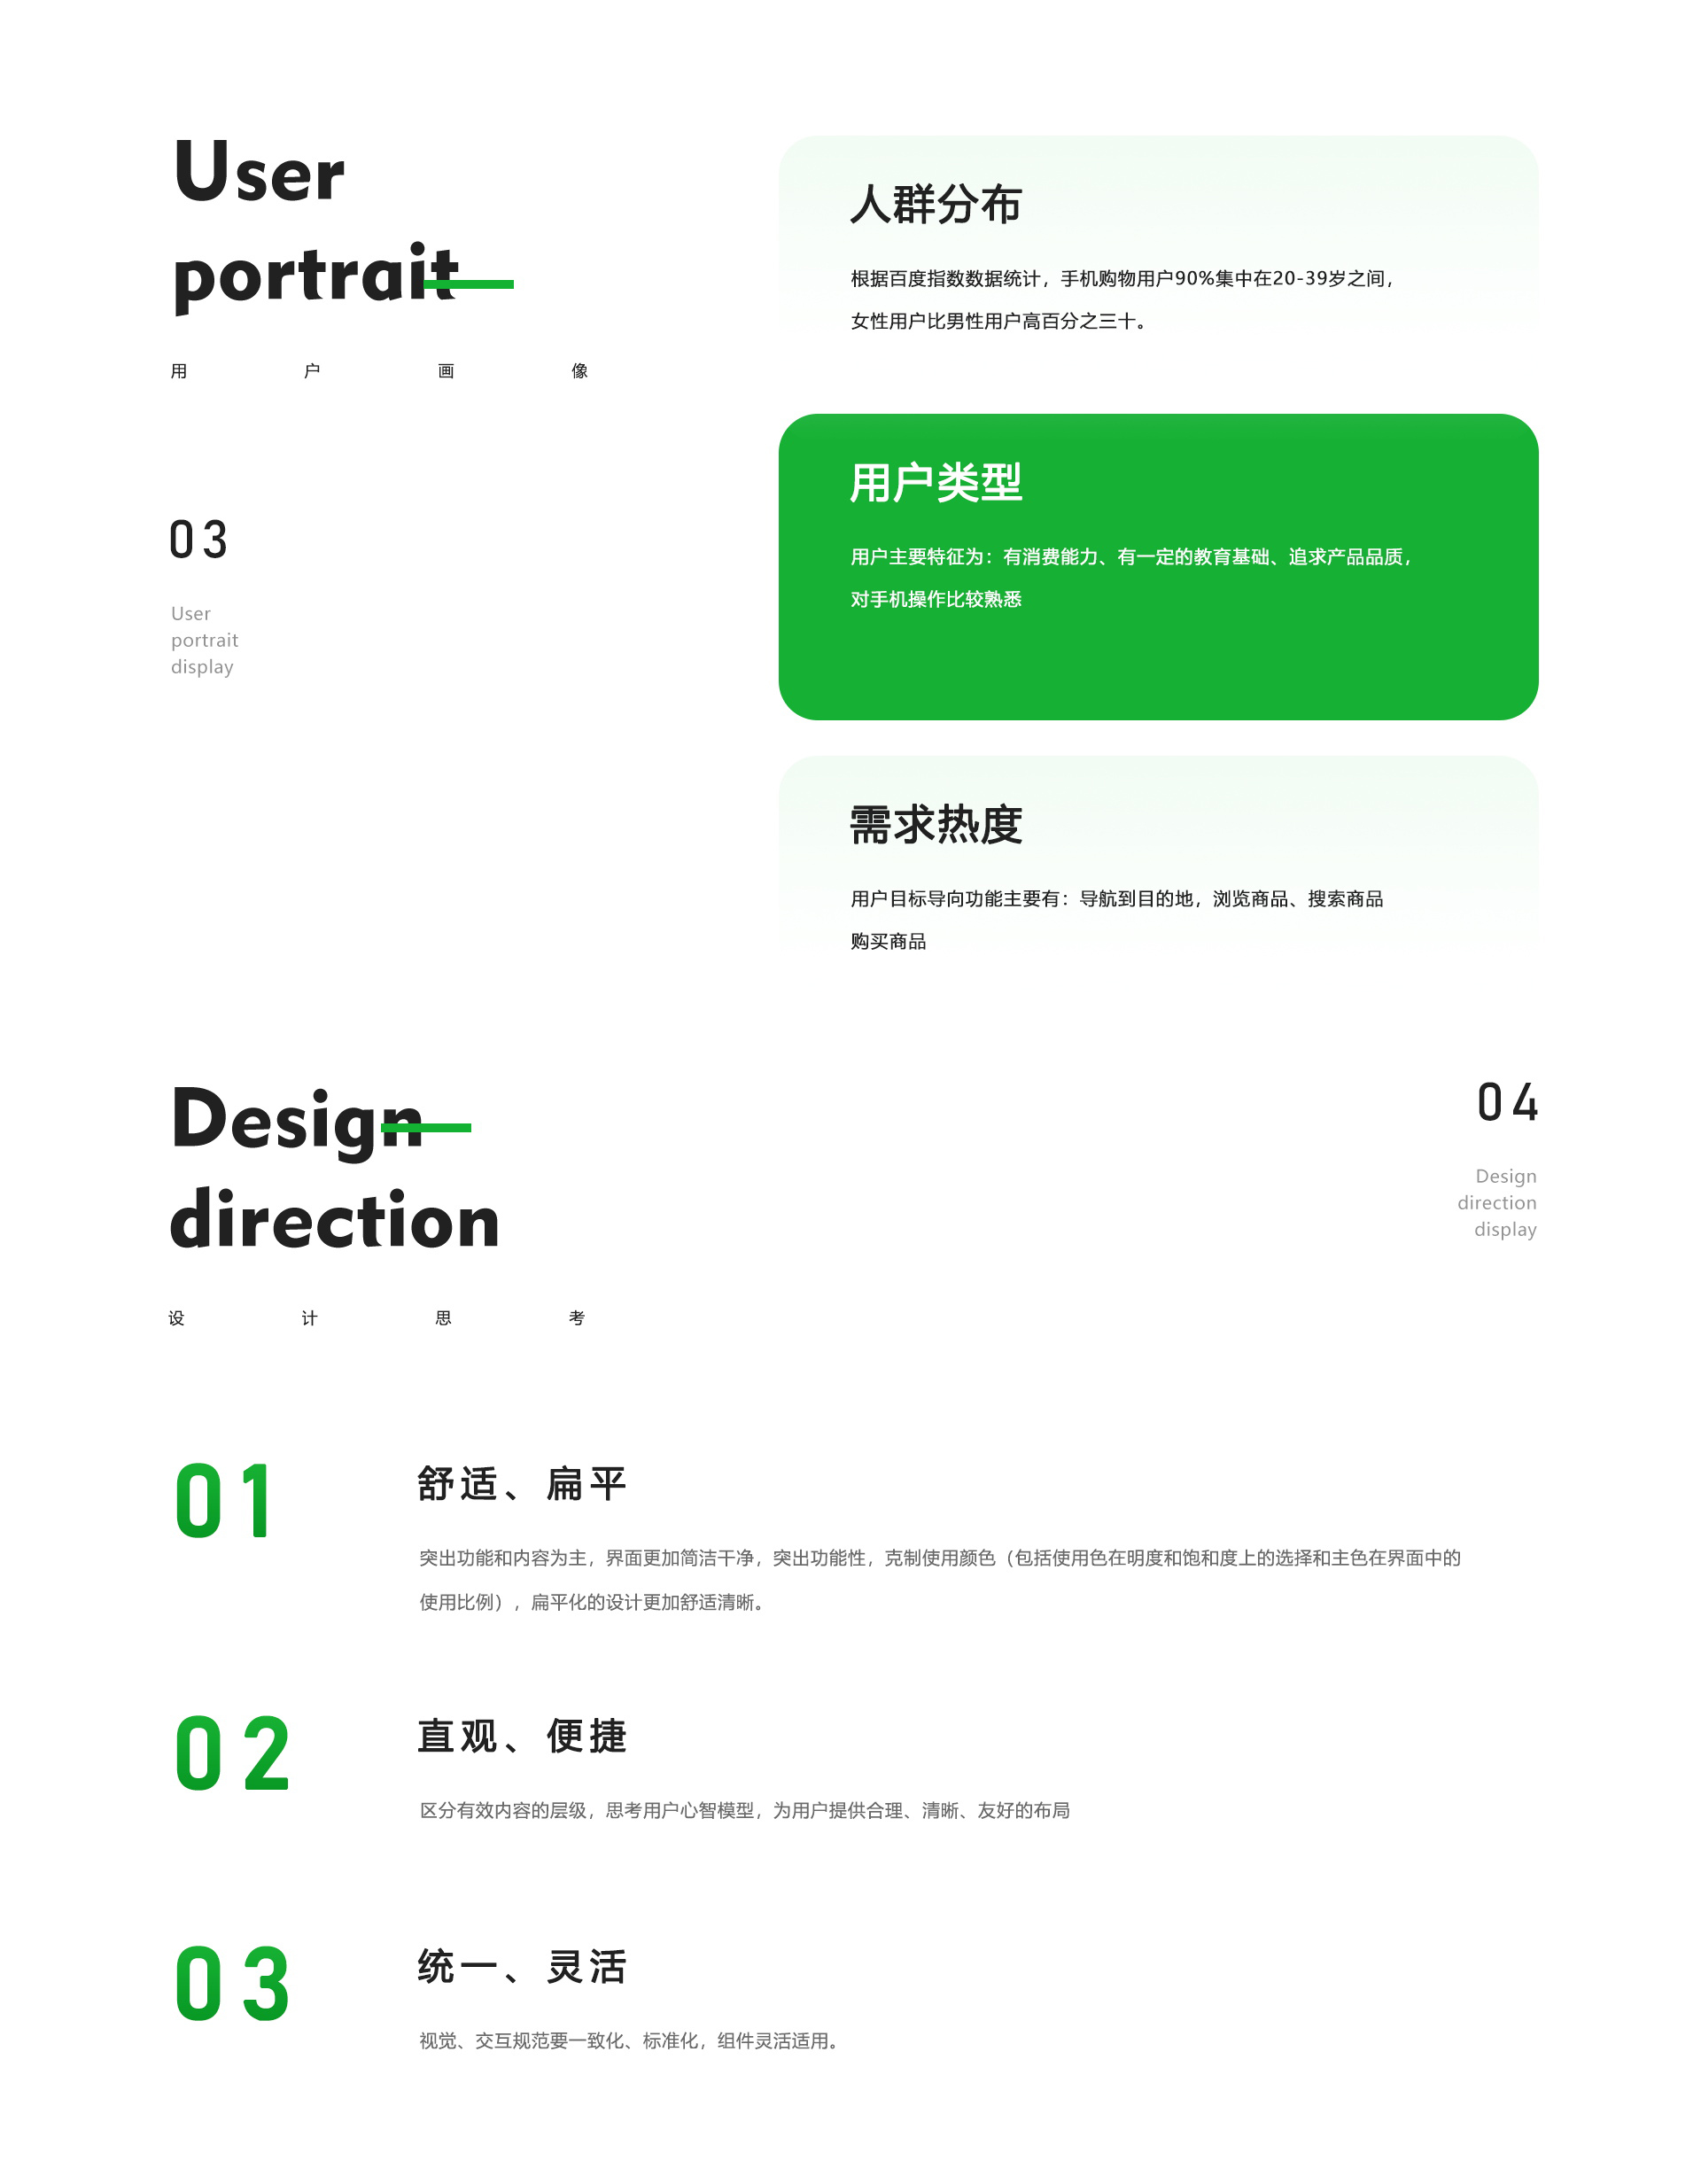 User
portrait
用户画像
03
User
portrait
display
人群分布
根据百度指数数据统计，手机购物用户90%集中在20-39岁之间，
女性用户比男性用户高百分之三十。
用户类型
用户主要特征为：有消费能力、有一定的教育基础、追求产品品质，
对手机操作比较熟悉
需求热度
用户目标导向功能主要有：导航到目的地，浏览商品、搜索商品
购买商品
Design
direction
设计思考
04
Design
direction
display
01
舒适、扁平
突出功能和内容为主，界面更加简洁干净，突出功能性，克制使用颜色（包括使用色在明度和饱和度上的选择和主色在界面中的
使用比例），扁平化的设计更加舒适清晰。
02
直观、便捷
区分有效内容的层级，思考用户心智模型，为用户提供合理、清晰、友好的布局
03
统一、灵活
视觉、交互规范要一致化、标准化，组件灵活适用。